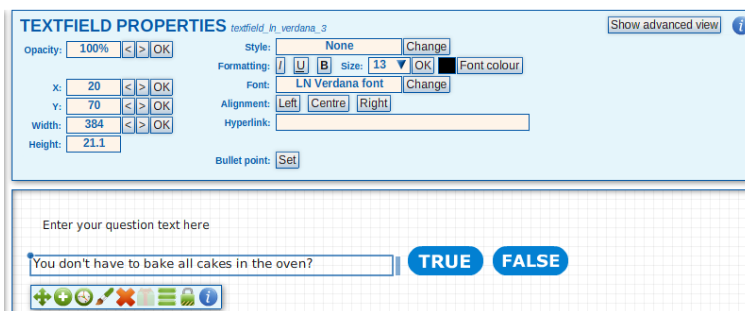 TEXTFIELD PROPERTIES textfield_ln_verdana_3 Show advanced view i
Opacity: 100% < > OK Style: None Change
Formatting: I U B Size: 13 ▼ OK Font colour
X: 20 < > OK Font: LN Verdana font Change
Y: 70 < > OK Alignment: Left Centre Right
Width: 384 < > OK Hyperlink:
Height: 21.1
Bullet point: Set
Enter your question text here
You don't have to bake all cakes in the oven? TRUE FALSE
i